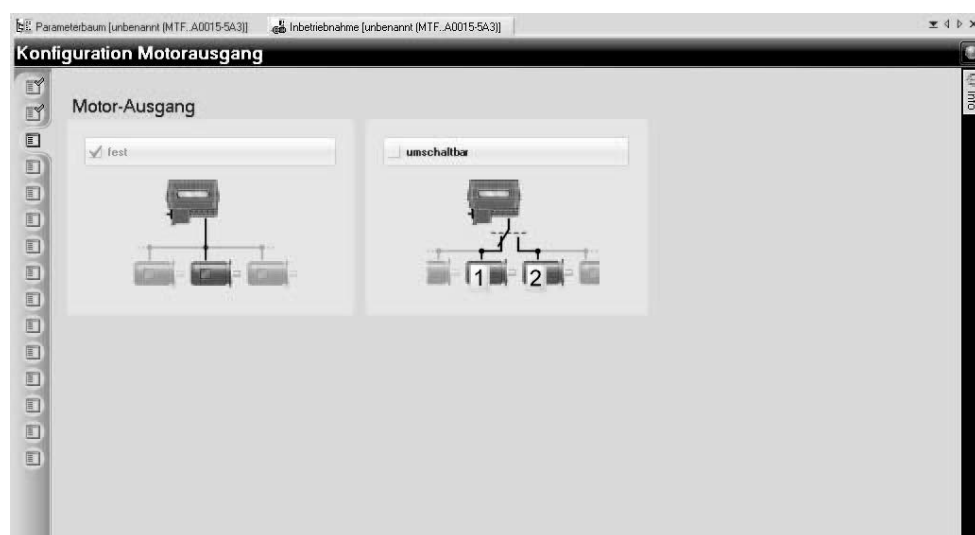 Parameterbaum [unbenannt (MTF..A0015-5A3)] Inbetriebnahme [unbenannt (MTF..A0015-5A3)]
Konfiguration Motorausgang
Info
Motor-Ausgang
fest umschaltbar
1 2